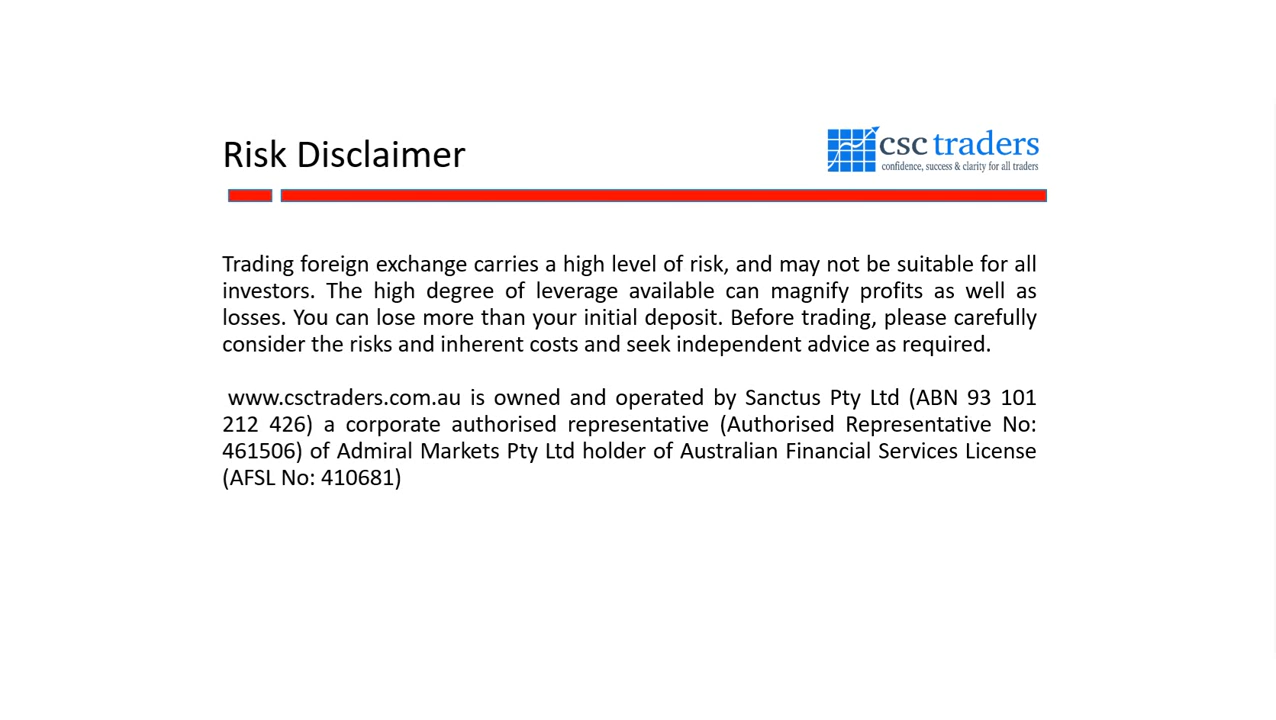 Risk Disclaimer
csc traders
confidence, success & clarity for all traders
Trading foreign exchange carries a high level of risk, and may not be suitable for all
investors. The high degree of leverage available can magnify profits as well as
losses. You can lose more than your initial deposit. Before trading, please carefully
consider the risks and inherent costs and seek independent advice as required.
www.csctraders.com.au is owned and operated by Sanctus Pty Ltd (ABN 93 101
212 426) a corporate authorised representative (Authorised Representative No:
461506) of Admiral Markets Pty Ltd holder of Australian Financial Services License
(AFSL No: 410681)